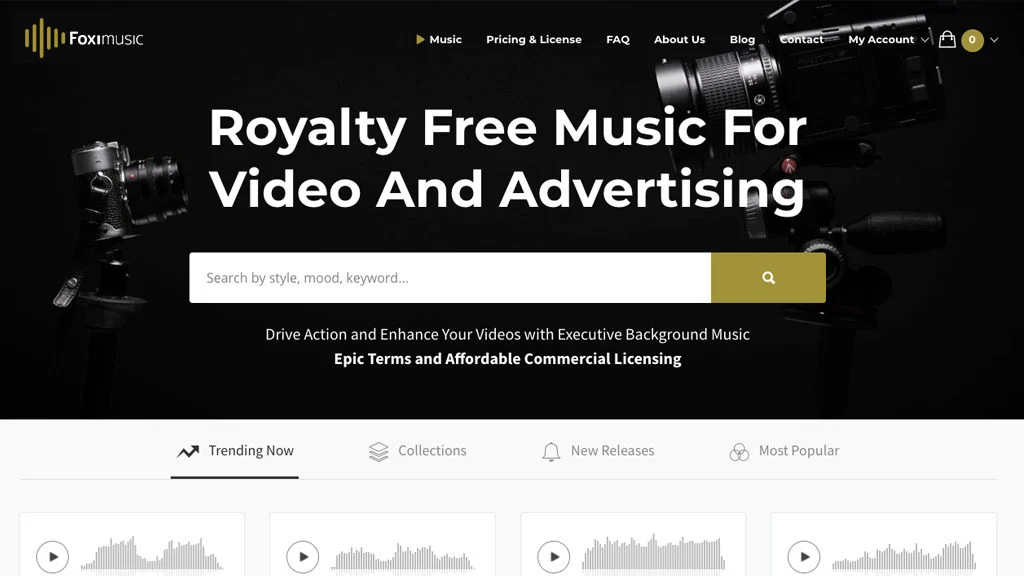 FOXIMUSIC
Music Pricing & License FAQ About Us Blog Contact My Account 0
Royalty Free Music For
Video And Advertising
Search by style, mood, keyword...
Drive Action and Enhance Your Videos with Executive Background Music
Epic Terms and Affordable Commercial Licensing
Trending Now Collections New Releases Most Popular